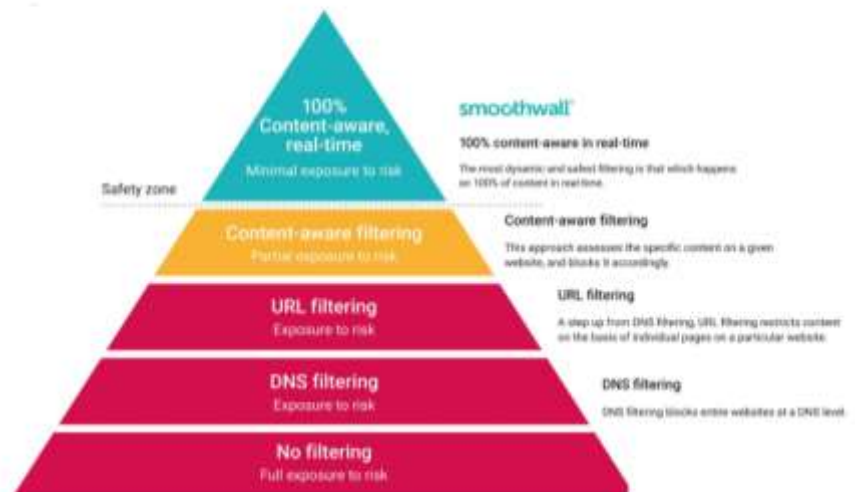 100%
Content-aware,
real-time
Minimal exposure to risk
smoothwall
100% content-aware in real-time
The most dynamic and safest filtering is that which happens
on 100% of content in real-time.
Safety zone
Content-aware filtering
Partial exposure to risk
Content-aware filtering
This approach assesses the specific content on a given
website, and blocks it accordingly.
URL filtering
Exposure to risk
URL filtering
A step up from DNS filtering, URL filtering restricts content
on the basis of individual pages on a particular website.
DNS filtering
Exposure to risk
DNS filtering
DNS filtering blocks entire websites at a DNS level.
No filtering
Full exposure to risk